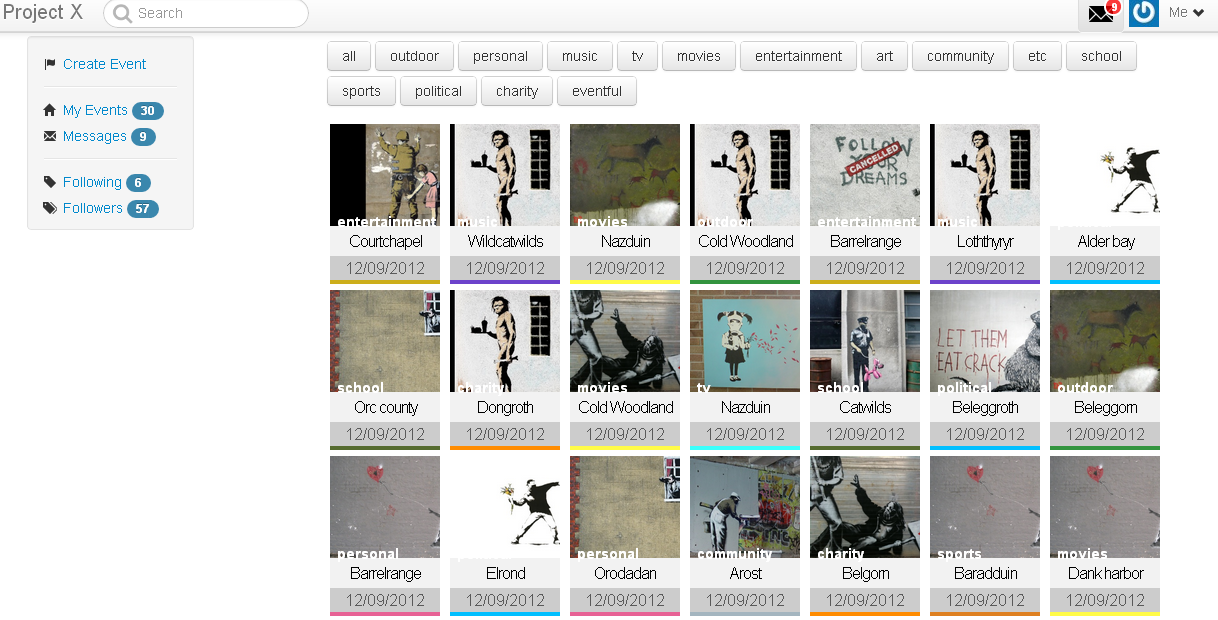 Project X
Search
9
Me
Create Event
My Events 30
Messages 9
Following 6
Followers 57
all outdoor personal music tv movies entertainment art community etc school
sports political charity eventful
FOLLOW
YOUR
DREAMS
CANCELLED
entertainment music movies outdoor entertainment music
Courtchapel Wildcatwilds Nazduin Cold Woodland Barrelrange Loththyryr Alder bay
12/09/2012 12/09/2012 12/09/2012 12/09/2012 12/09/2012 12/09/2012 12/09/2012
LET THEM
EAT CRACK
school charity movies tv school political outdoor
Orc county Dongroth Cold Woodland Nazduin Catwilds Beleggroth Beleggorn
12/09/2012 12/09/2012 12/09/2012 12/09/2012 12/09/2012 12/09/2012 12/09/2012
personal personal community charity sports movies
Barrelrange Elrond Orodadan Arost Belgorn Baradduin Dank harbor
12/09/2012 12/09/2012 12/09/2012 12/09/2012 12/09/2012 12/09/2012 12/09/2012